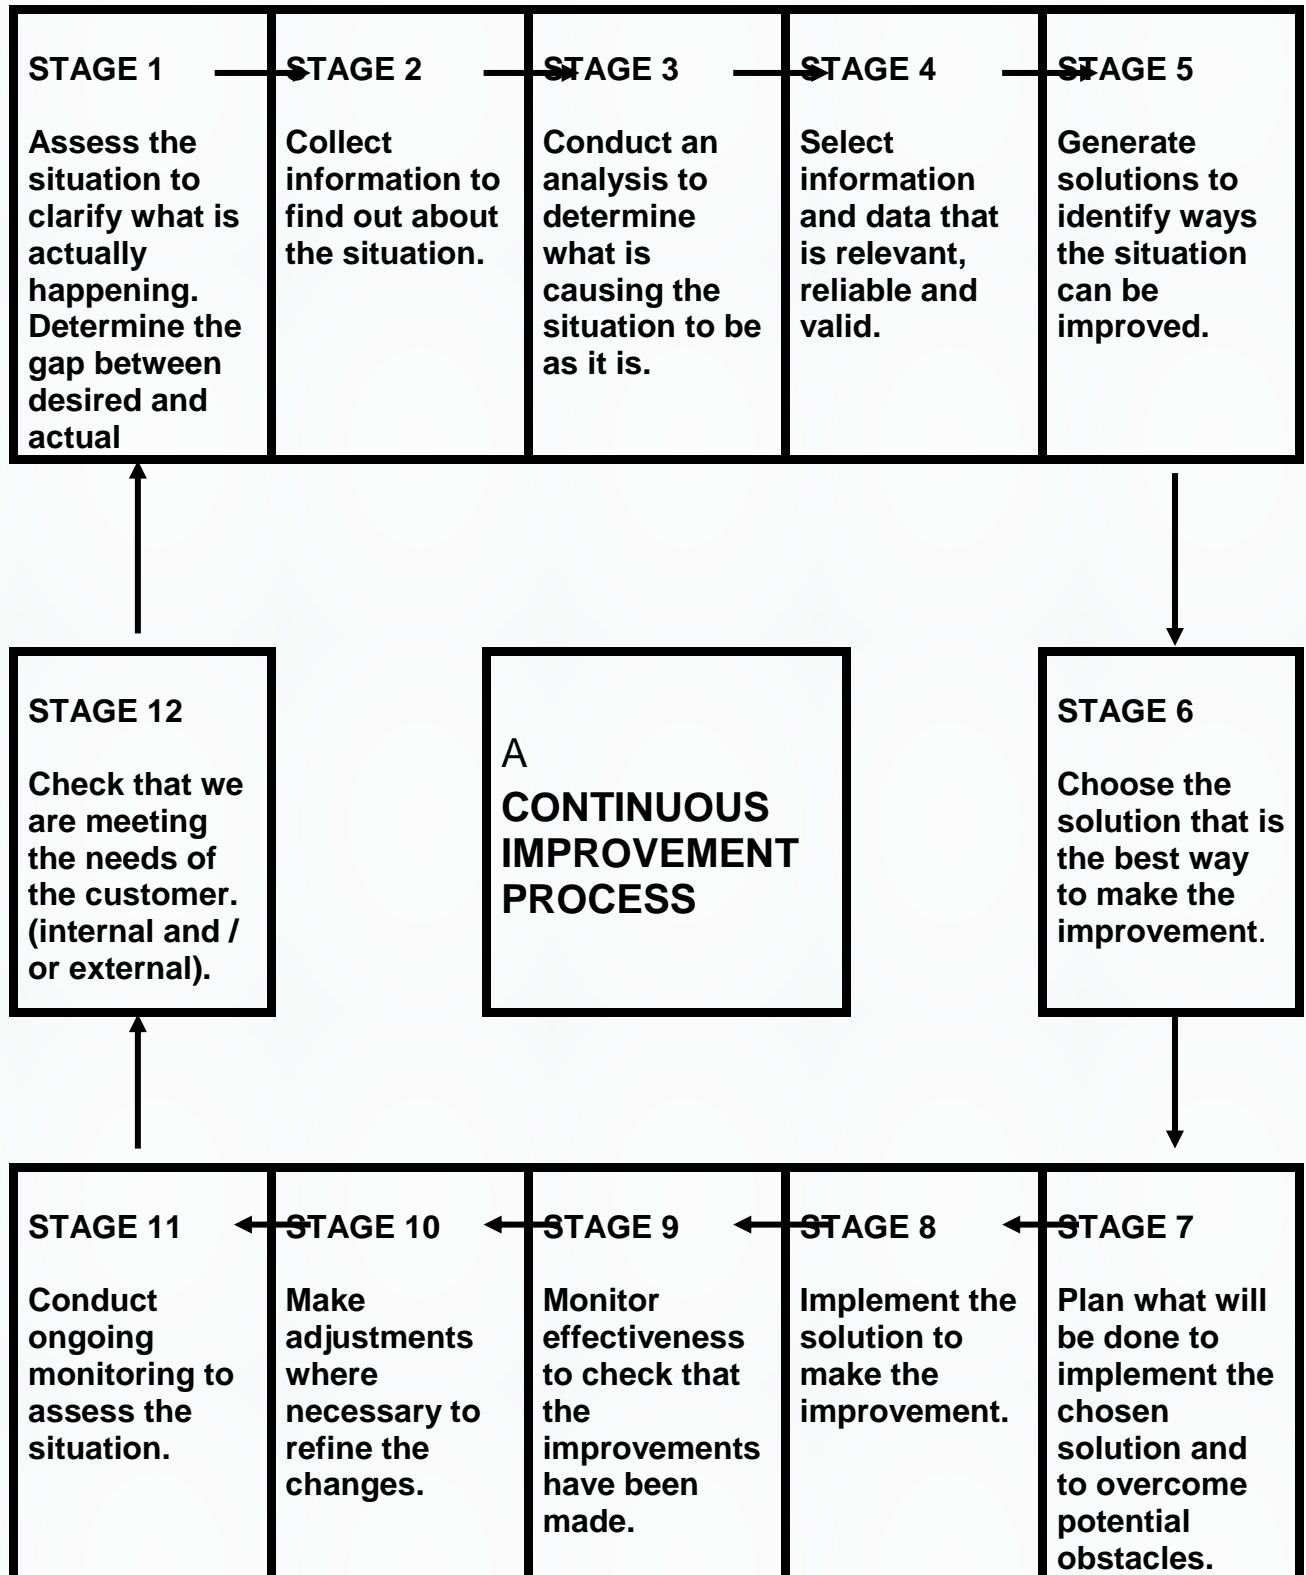 STAGE 1
Assess the
situation to
clarify what is
actually
happening.
Determine the
gap between
desired and
actual
STAGE 2
Collect
information to
find out about
the situation.
STAGE 3
Conduct an
analysis to
determine
what is
causing the
situation to be
as it is.
STAGE 4
Select
information
and data that
is relevant,
reliable and
valid.
STAGE 5
Generate
solutions to
identify ways
the situation
can be
improved.
STAGE 12
Check that we
are meeting
the needs of
the customer.
(internal and /
or external).
A
CONTINUOUS
IMPROVEMENT
PROCESS
STAGE 6
Choose the
solution that is
the best way
to make the
improvement.
STAGE 11
Conduct
ongoing
monitoring to
assess the
situation.
STAGE 10
Make
adjustments
where
necessary to
refine the
changes.
STAGE 9
Monitor
effectiveness
to check that
the
improvements
have been
made.
STAGE 8
Implement the
solution to
make the
improvement.
STAGE 7
Plan what will
be done to
implement the
chosen
solution and
to overcome
potential
obstacles.